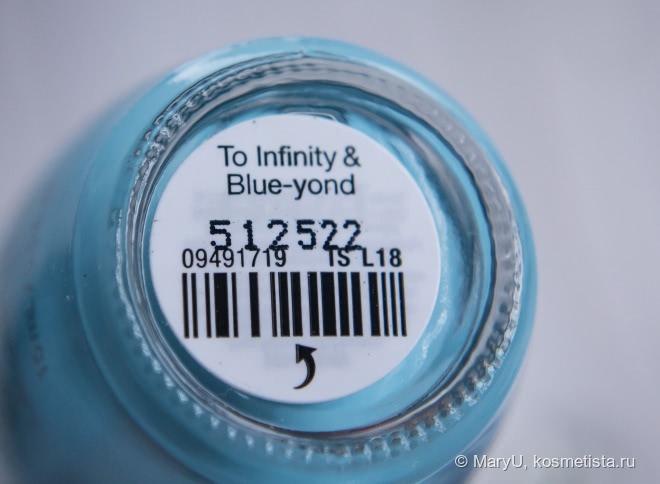 To Infinity &
Blue-yond
512522
09491719 IS L18
© MaryU, kosmetista.ru